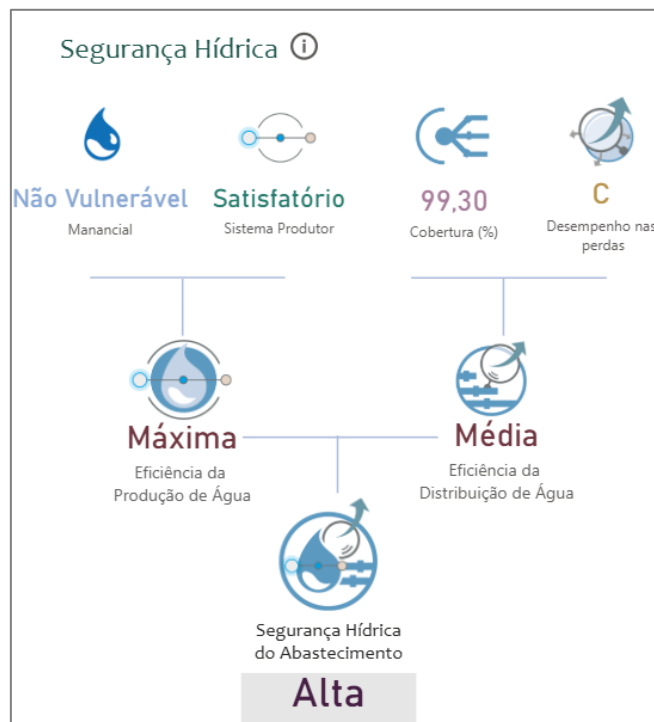 Segurança Hídrica i
Não Vulnerável
Manancial
Satisfatório
Sistema Produtor
99,30
Cobertura (%)
C
Desempenho nas
perdas
Máxima
Eficiência da
Produção de Água
Média
Eficiência da
Distribuição de Água
Segurança Hídrica
do Abastecimento
Alta